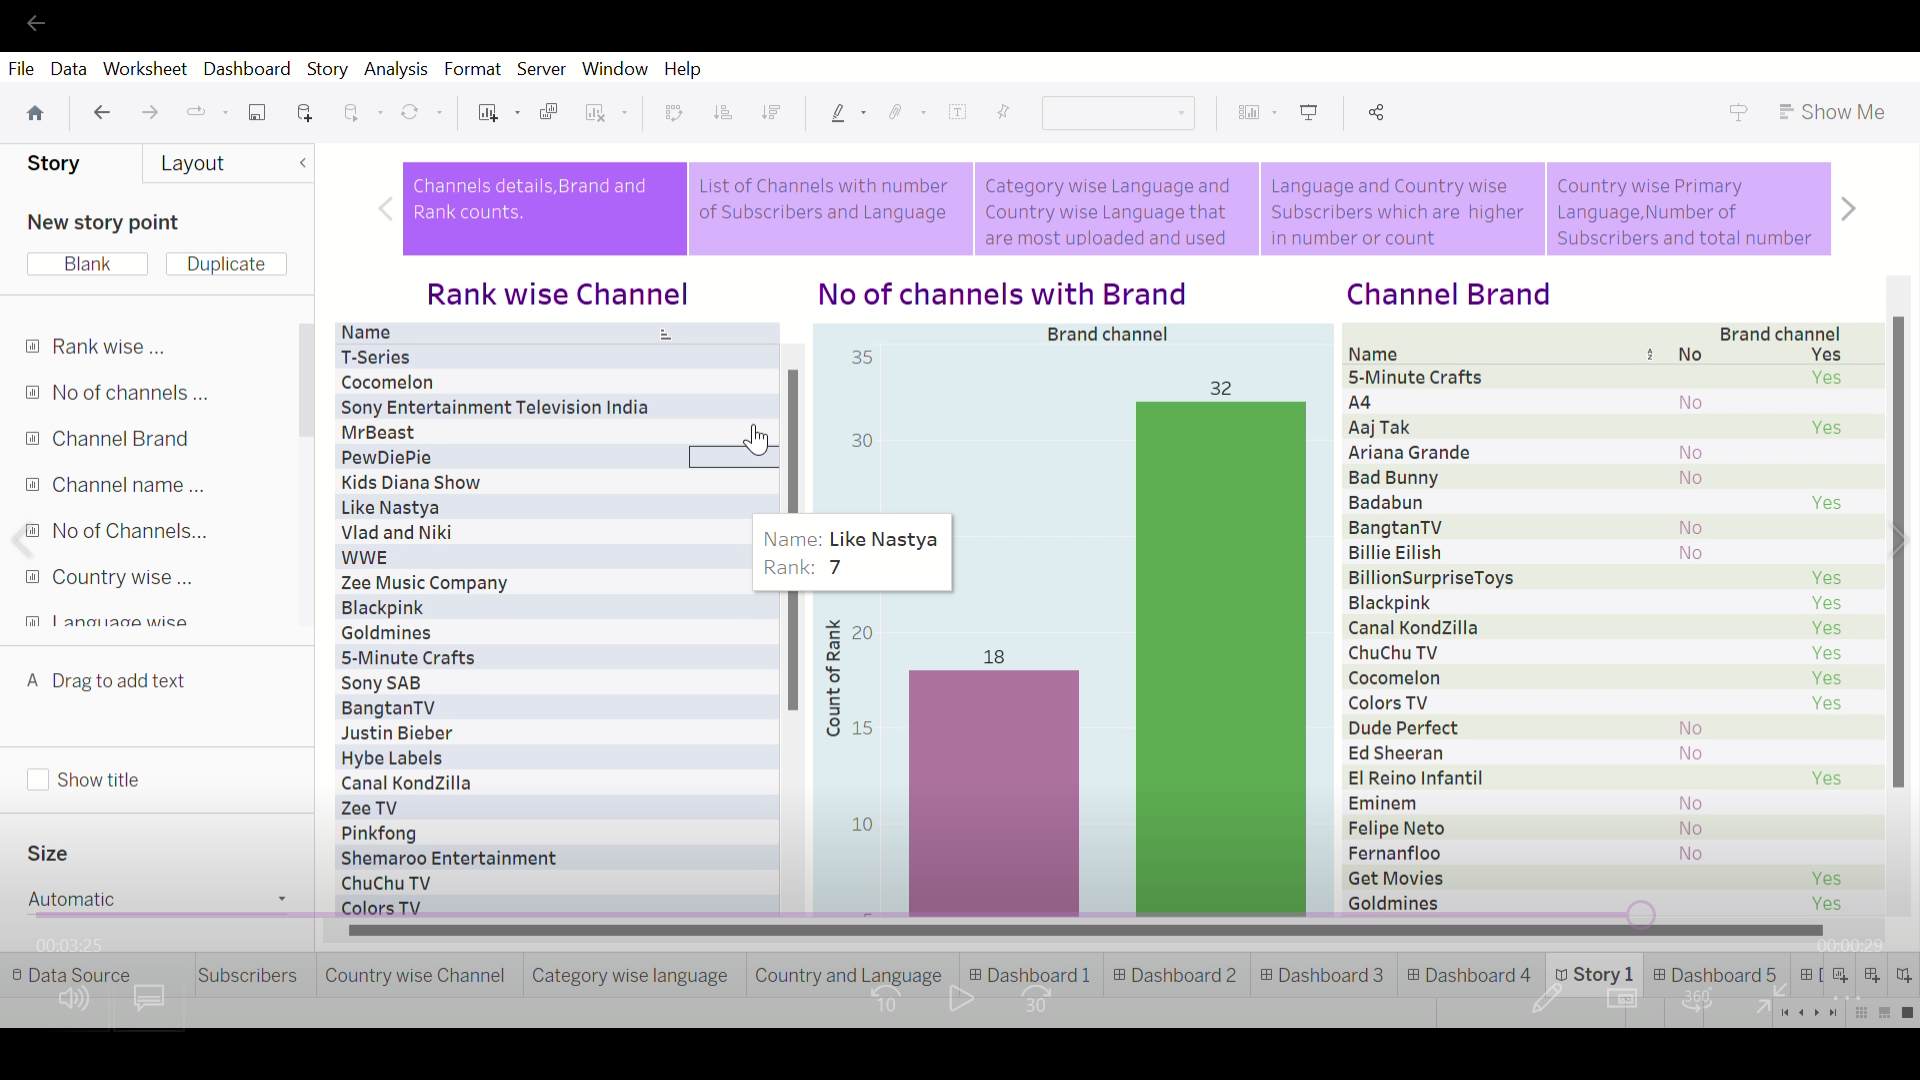 File Data Worksheet Dashboard Story Analysis Format Server Window Help
Show Me
Story Layout
New story point
Blank Duplicate
Rank wise ...
No of channels ...
Channel Brand
Channel name ...
No of Channels...
Country wise ...
Language wise
A Drag to add text
Show title
Size
Automatic
Channels details,Brand and
Rank counts.
List of Channels with number
of Subscribers and Language
Category wise Language and
Country wise Language that
are most uploaded and used
Language and Country wise
Subscribers which are higher
in number or count
Country wise Primary
Language,Number of
Subscribers and total number
Rank wise Channel
Name
T-Series
Cocomelon
Sony Entertainment Television India
MrBeast
PewDiePie
Kids Diana Show
Like Nastya
Vlad and Niki
WWE
Zee Music Company
Blackpink
Goldmines
5-Minute Crafts
Sony SAB
BangtanTV
Justin Bieber
Hybe Labels
Canal KondZilla
Zee TV
Pinkfong
Shemaroo Entertainment
ChuChu TV
Colors TV
Name: Like Nastya
Rank: 7
No of channels with Brand
Brand channel
35
32
30
20
18
15
10
5
Count of Rank
Channel Brand
Brand channel
Name No Yes
5-Minute Crafts Yes
A4 No
Aaj Tak Yes
Ariana Grande No
Bad Bunny No
Badabun Yes
BangtanTV No
Billie Eilish No
BillionSurpriseToys Yes
Blackpink Yes
Canal KondZilla Yes
ChuChu TV Yes
Cocomelon Yes
Colors TV Yes
Dude Perfect No
Ed Sheeran No
El Reino Infantil Yes
Eminem No
Felipe Neto No
Fernanfloo No
Get Movies Yes
Goldmines Yes
00:03:25 00:00:29
Data Source Subscribers Country wise Channel Category wise language Country and Language Dashboard 1 Dashboard 2 Dashboard 3 Dashboard 4 Story 1 Dashboard 5
10 30 360°